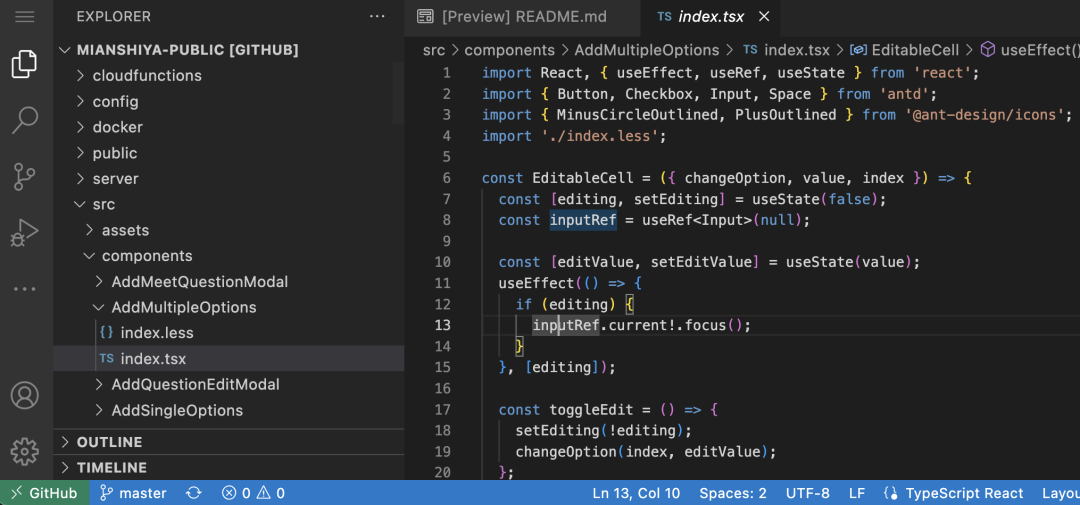 EXPLORER
···
[Preview] README.md
TS index.tsx
MIANSHIYA-PUBLIC [GITHUB]
cloudfunctions
config
docker
public
server
src
assets
components
AddMeetQuestionModal
AddMultipleOptions
{} index.less
TS index.tsx
AddQuestionEditModal
AddSingleOptions
OUTLINE
TIMELINE
src > components > AddMultipleOptions > TS index.tsx > EditableCell > useEffect()
1 import React, { useEffect, useRef, useState } from 'react';
2 import { Button, Checkbox, Input, Space } from 'antd';
3 import { MinusCircleOutlined, PlusOutlined } from '@ant-design/icons';
4 import './index.less';
5
6 const EditableCell = ({ changeOption, value, index }) => {
7 const [editing, setEditing] = useState(false);
8 const inputRef = useRef<Input>(null);
9
10 const [editValue, setEditValue] = useState(value);
11 useEffect(() => {
12 if (editing) {
13 inputRef.current!.focus();
14 }
15 }, [editing]);
16
17 const toggleEdit = () => {
18 setEditing(!editing);
19 changeOption(index, editValue);
20 };
GitHub
master
0
0
Ln 13, Col 10
Spaces: 2
UTF-8
LF
TypeScript React
Layou